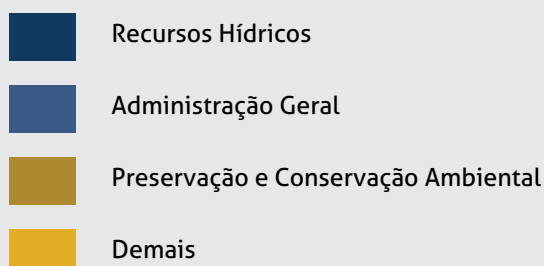 Recursos Hídricos
Administração Geral
Preservação e Conservação Ambiental
Demais